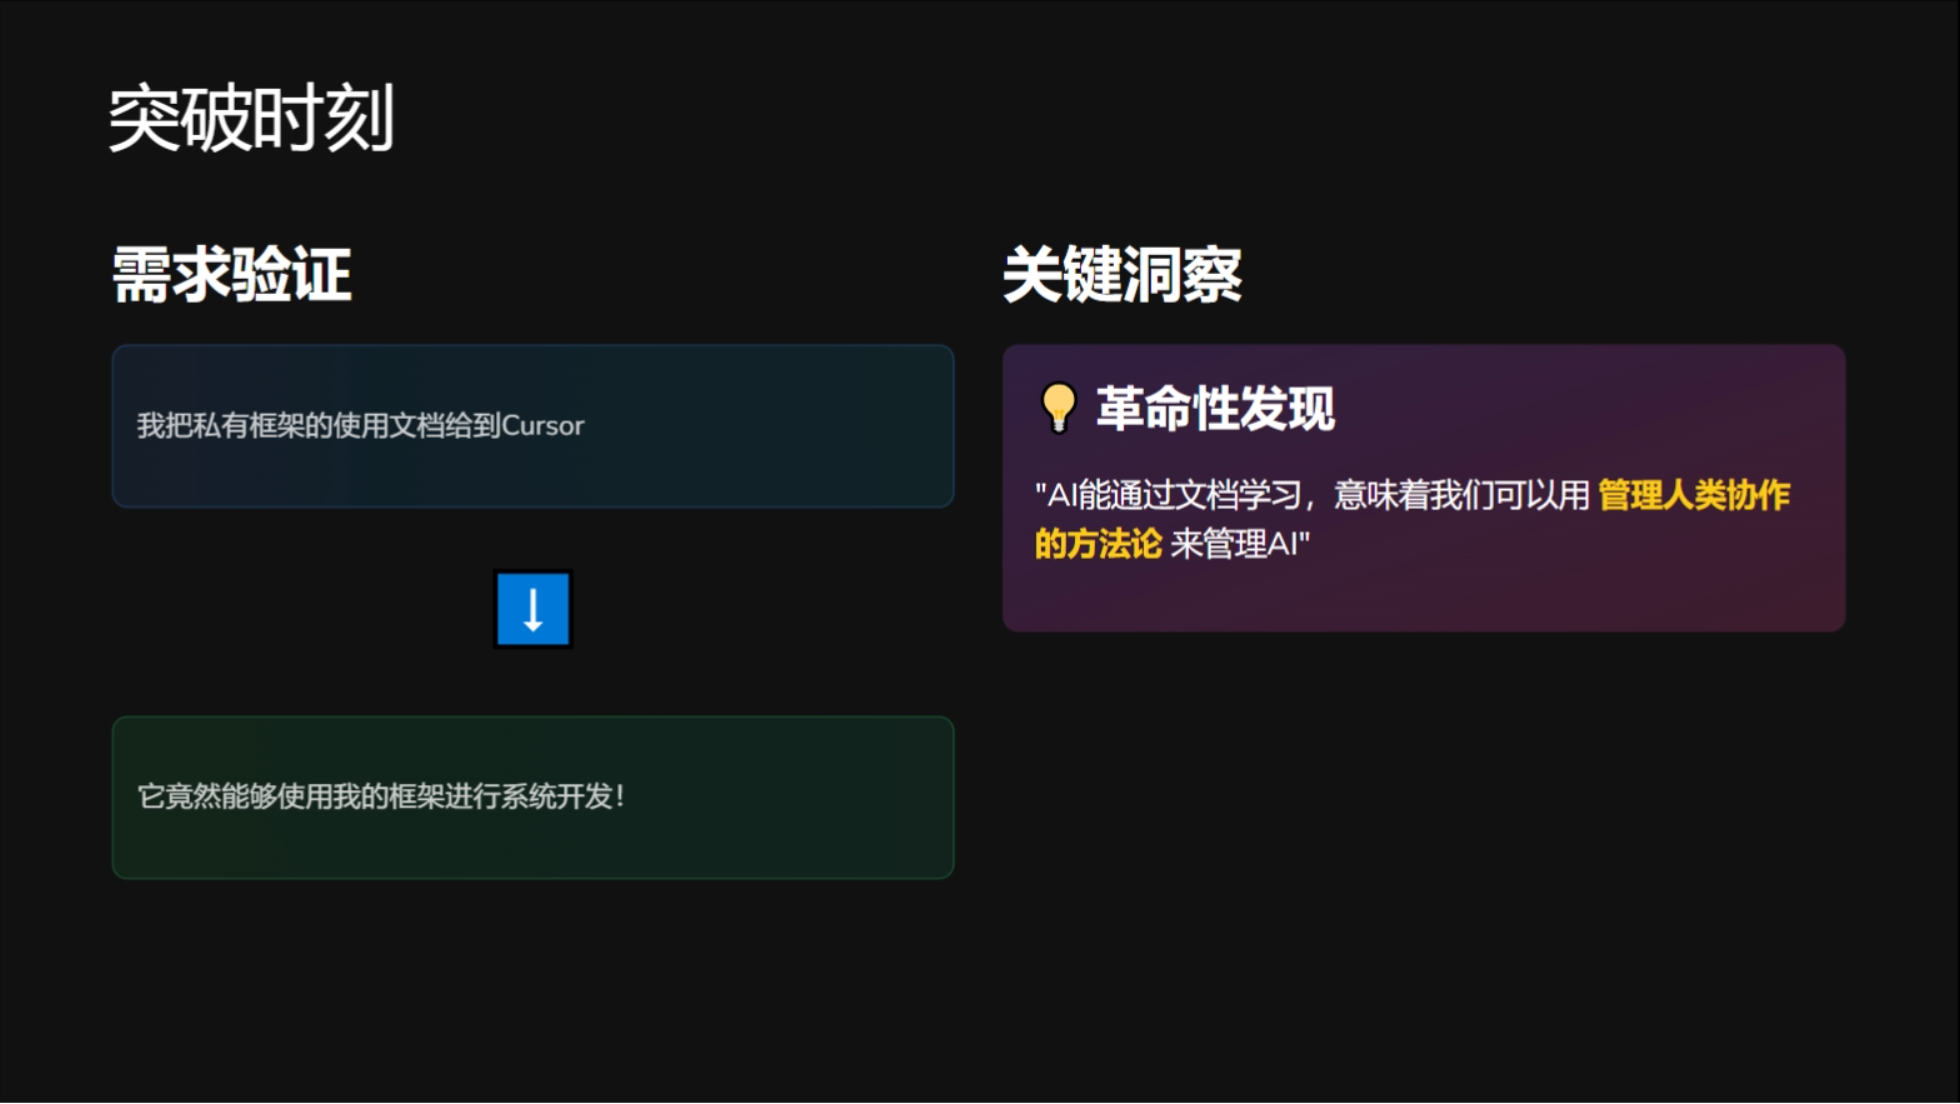 突破时刻
需求验证
我把私有框架的使用文档给到Cursor
它竟然能够使用我的框架进行系统开发！
关键洞察
革命性发现
"AI能通过文档学习，意味着我们可以用 管理人类协作
的方法论 来管理AI"